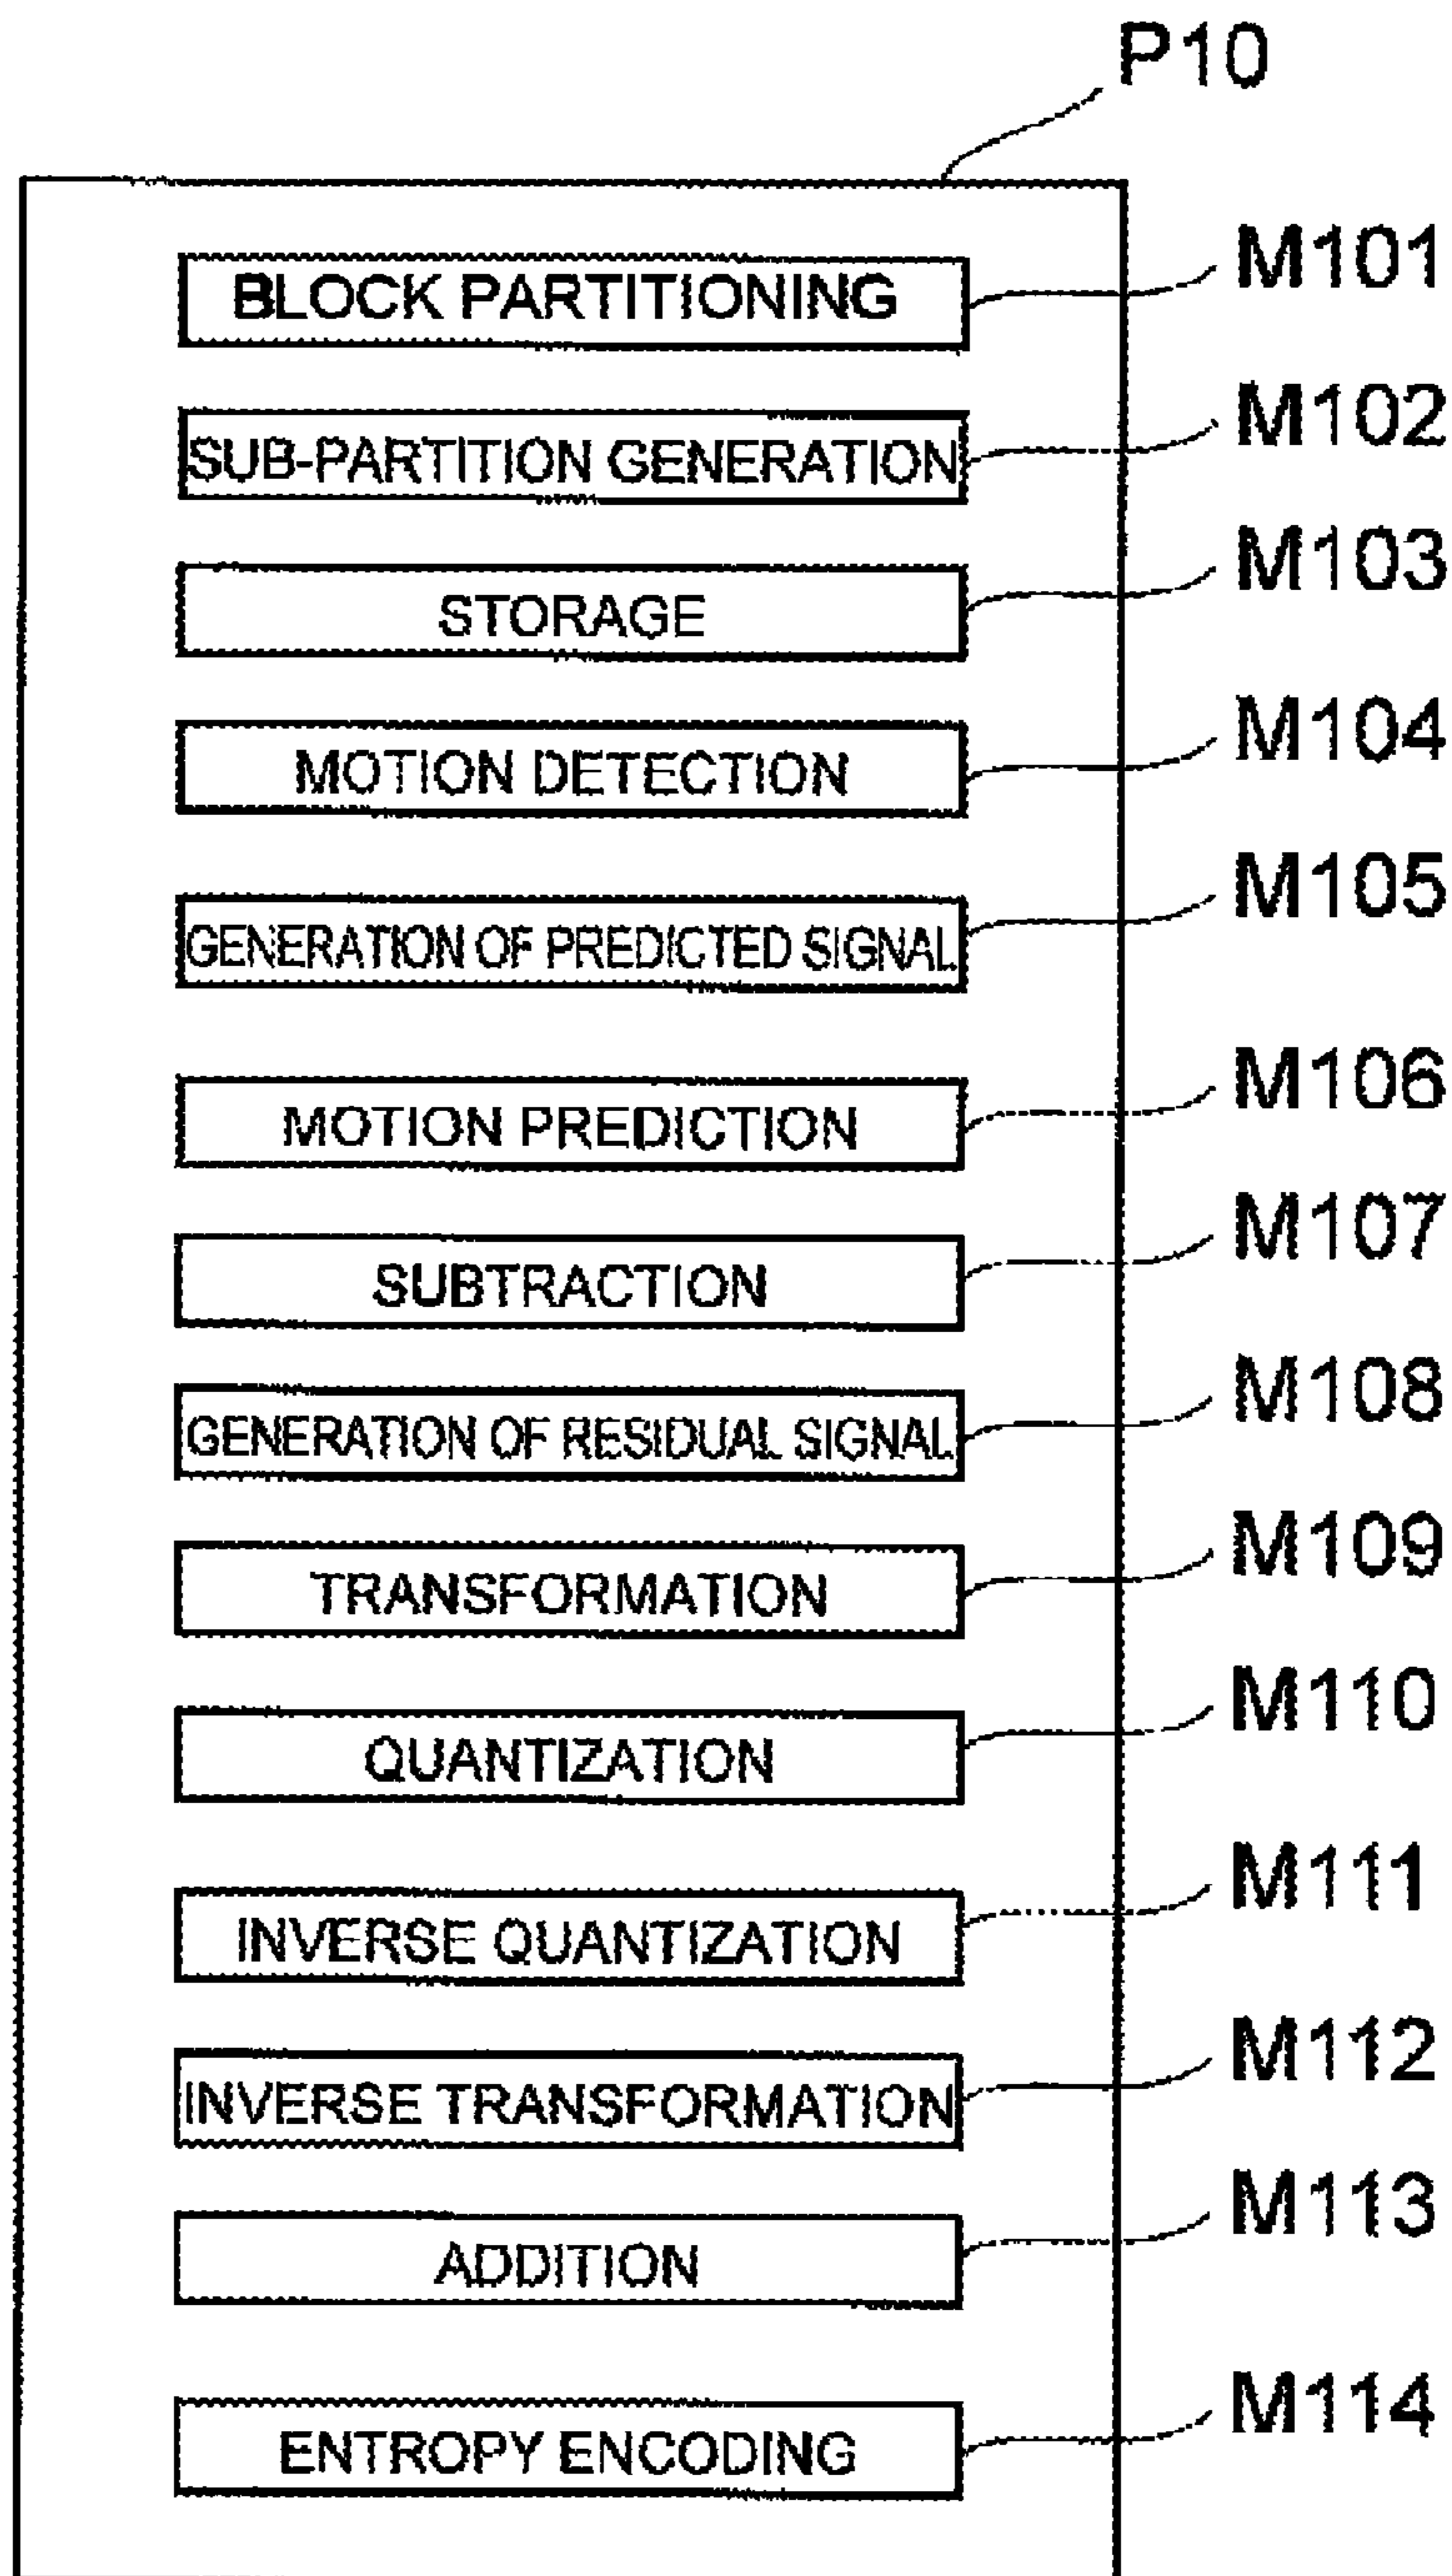 P10
BLOCK PARTITIONING M101
SUB-PARTITION GENERATION M102
STORAGE M103
MOTION DETECTION M104
GENERATION OF PREDICTED SIGNAL M105
MOTION PREDICTION M106
SUBTRACTION M107
GENERATION OF RESIDUAL SIGNAL M108
TRANSFORMATION M109
QUANTIZATION M110
INVERSE QUANTIZATION M111
INVERSE TRANSFORMATION M112
ADDITION M113
ENTROPY ENCODING M114